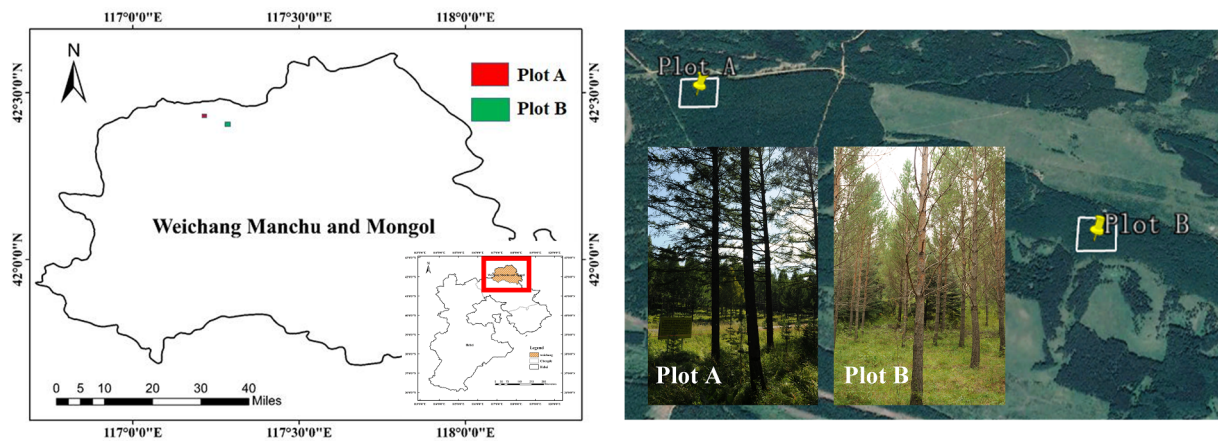 117°0'0"E
117°30'0"E
118°0'0"E
N
Plot A
Plot B
42°30'0"N
42°30'0"N
Weichang Manchu and Mongol
42°0'0"N
42°0'0"N
Legend
0 5 10 20 30 40
Miles
117°0'0"E
117°30'0"E
118°0'0"E
Plot A
Plot B
Plot A
Plot B